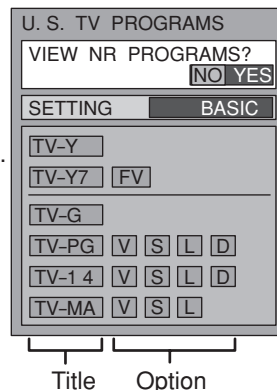 U. S. TV PROGRAMS
VIEW NR PROGRAMS?
NO YES
SETTING BASIC
TV-Y
TV-Y7 FV
TV-G
TV-PG V S L D
TV-1 4 V S L D
TV-MA V S L
Title Option